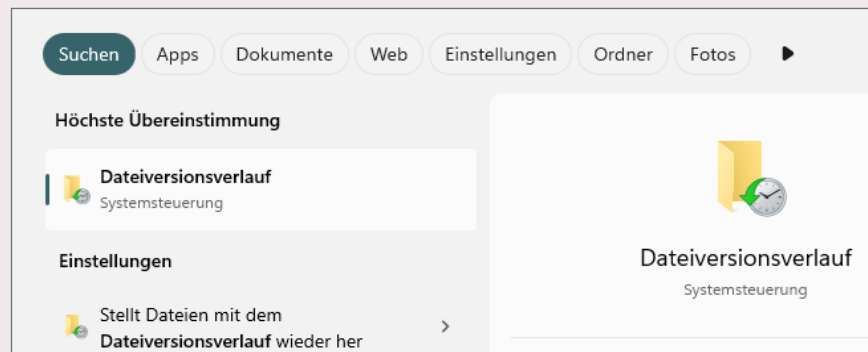 Suchen Apps Dokumente Web Einstellungen Ordner Fotos
Höchste Übereinstimmung
Dateiversionsverlauf
Systemsteuerung
Einstellungen
Stellt Dateien mit dem
Dateiversionsverlauf wieder her
Dateiversionsverlauf
Systemsteuerung